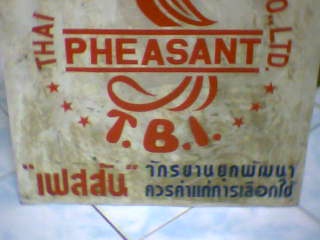 THAI
CO.,LTD.
PHEASANT
T.B.I.
"เฟสสัน" จักรยานยุคพัฒนา
ควรค่าแก่การเลือกใช้